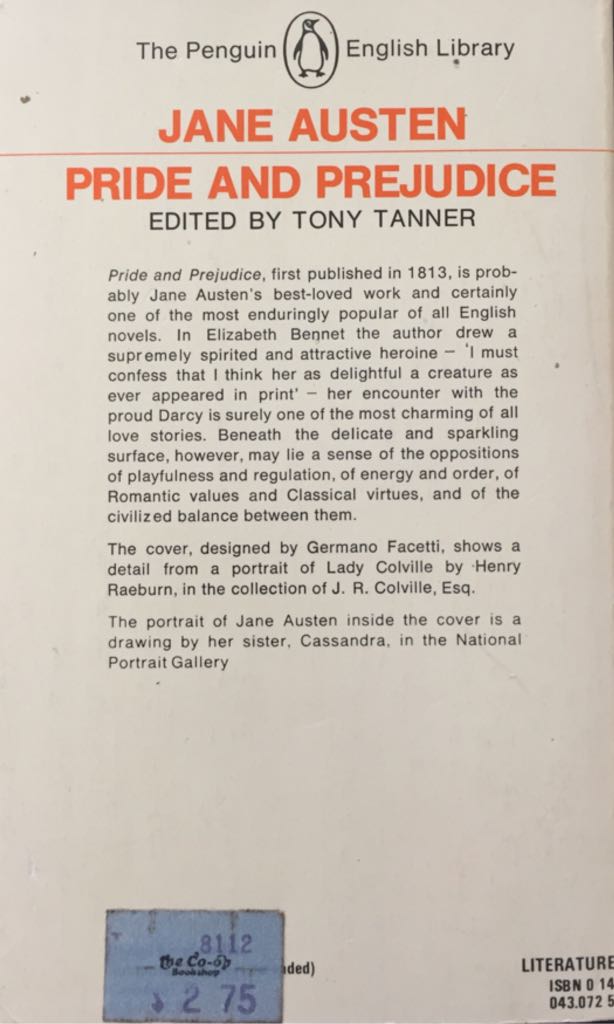 The Penguin English Library
JANE AUSTEN
PRIDE AND PREJUDICE
EDITED BY TONY TANNER
Pride and Prejudice, first published in 1813, is prob-
ably Jane Austen's best-loved work and certainly
one of the most enduringly popular of all English
novels. In Elizabeth Bennet the author drew a
supremely spirited and attractive heroine – 'I must
confess that I think her as delightful a creature as
ever appeared in print' – her encounter with the
proud Darcy is surely one of the most charming of all
love stories. Beneath the delicate and sparkling
surface, however, may lie a sense of the oppositions
of playfulness and regulation, of energy and order, of
Romantic values and Classical virtues, and of the
civilized balance between them.
The cover, designed by Germano Facetti, shows a
detail from a portrait of Lady Colville by Henry
Raeburn, in the collection of J. R. Colville, Esq.
The portrait of Jane Austen inside the cover is a
drawing by her sister, Cassandra, in the National
Portrait Gallery
8112
the Co-op
Bookshop
$ 2 75
ded)
LITERATURE
ISBN 0 14
043.072 5